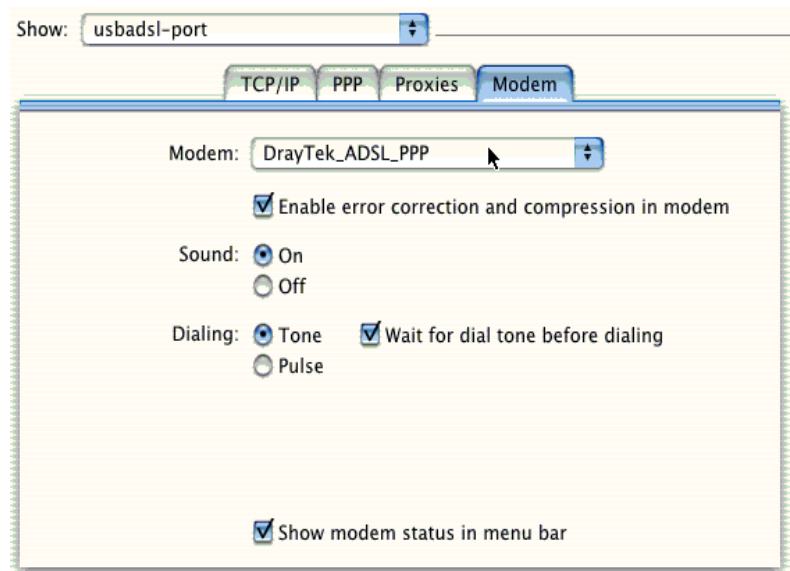 Show: usbadsl-port
TCP/IP PPP Proxies Modem
Modem: DrayTek_ADSL_PPP
Enable error correction and compression in modem
Sound: On
Off
Dialing: Tone Wait for dial tone before dialing
Pulse
Show modem status in menu bar